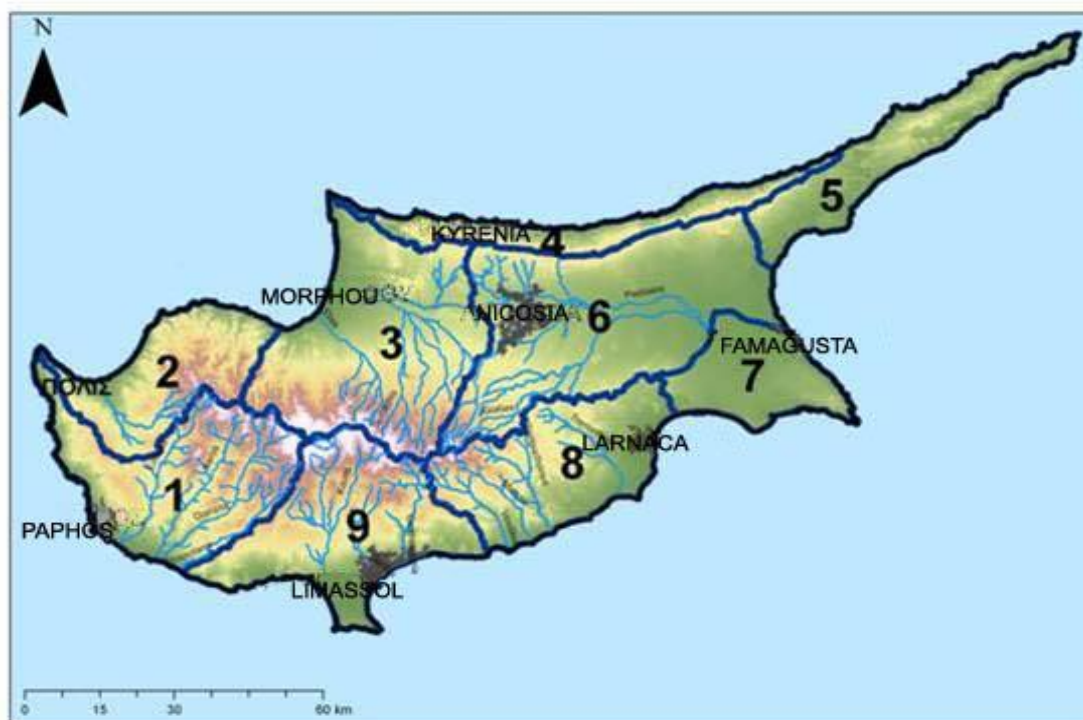 N
5
KYRENIA 4
MORPHOU
NICOSIA
6
3
FAMAGUSTA
7
2
ΠΟΛΙΣ
LARNACA
8
1
9
PAPHOS
LIMASSOL
0 15 30 60 km